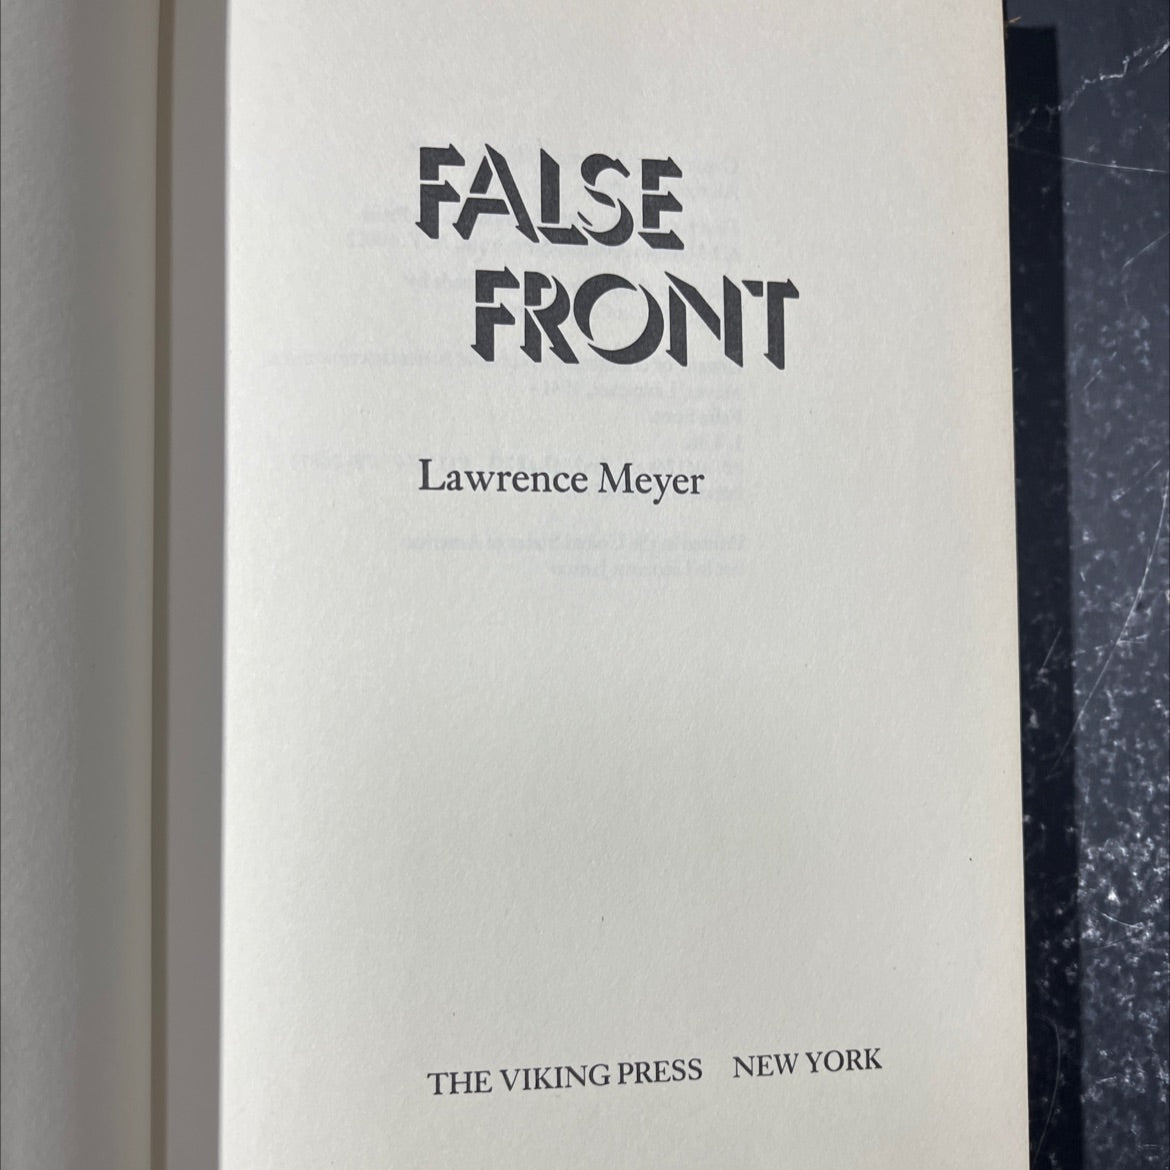 FALSE
FRONT
Lawrence Meyer
THE VIKING PRESS NEW YORK